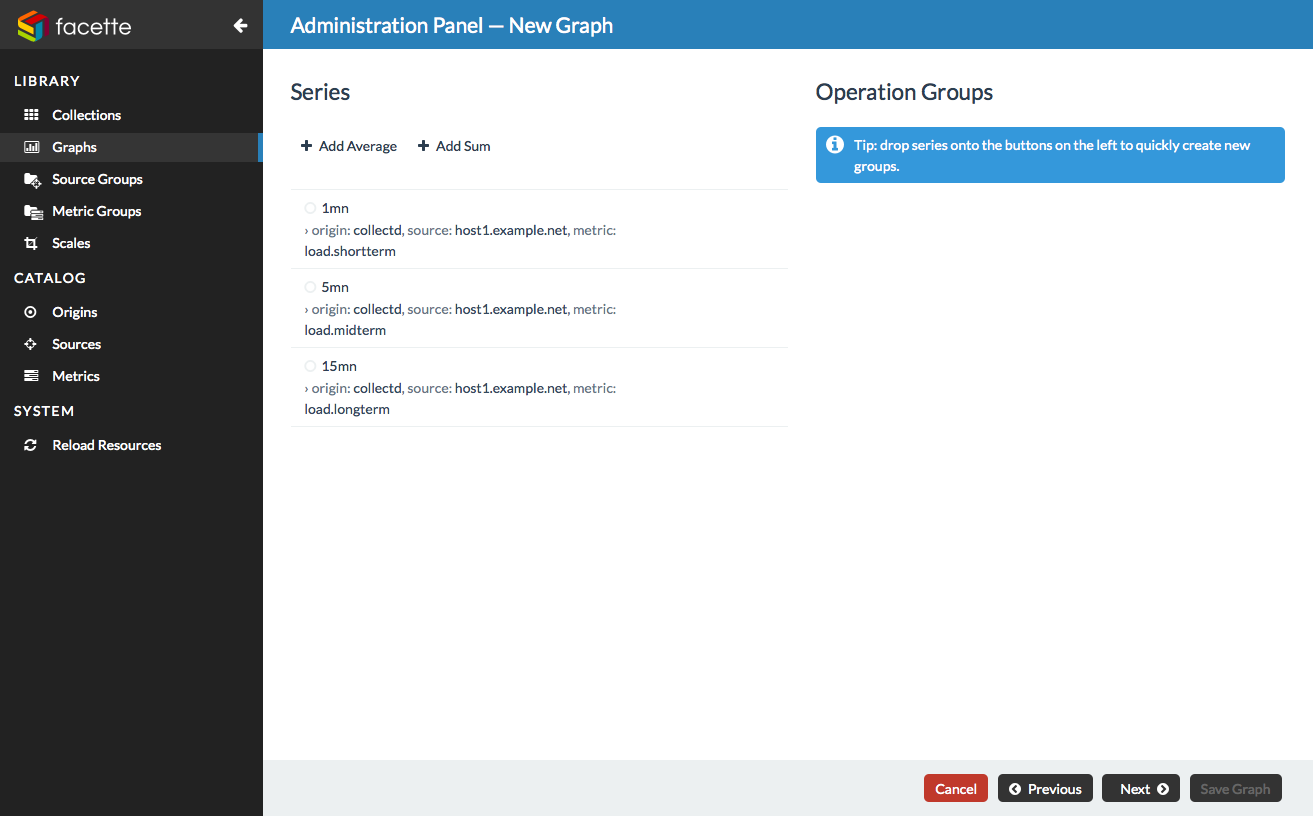 facette
Administration Panel — New Graph
LIBRARY
Collections
Graphs
Source Groups
Metric Groups
Scales
CATALOG
Origins
Sources
Metrics
SYSTEM
Reload Resources
Series
Add Average
Add Sum
1mn
› origin: collectd, source: host1.example.net, metric:
load.shortterm
5mn
› origin: collectd, source: host1.example.net, metric:
load.midterm
15mn
› origin: collectd, source: host1.example.net, metric:
load.longterm
Operation Groups
Tip: drop series onto the buttons on the left to quickly create new
groups.
Cancel
Previous
Next
Save Graph